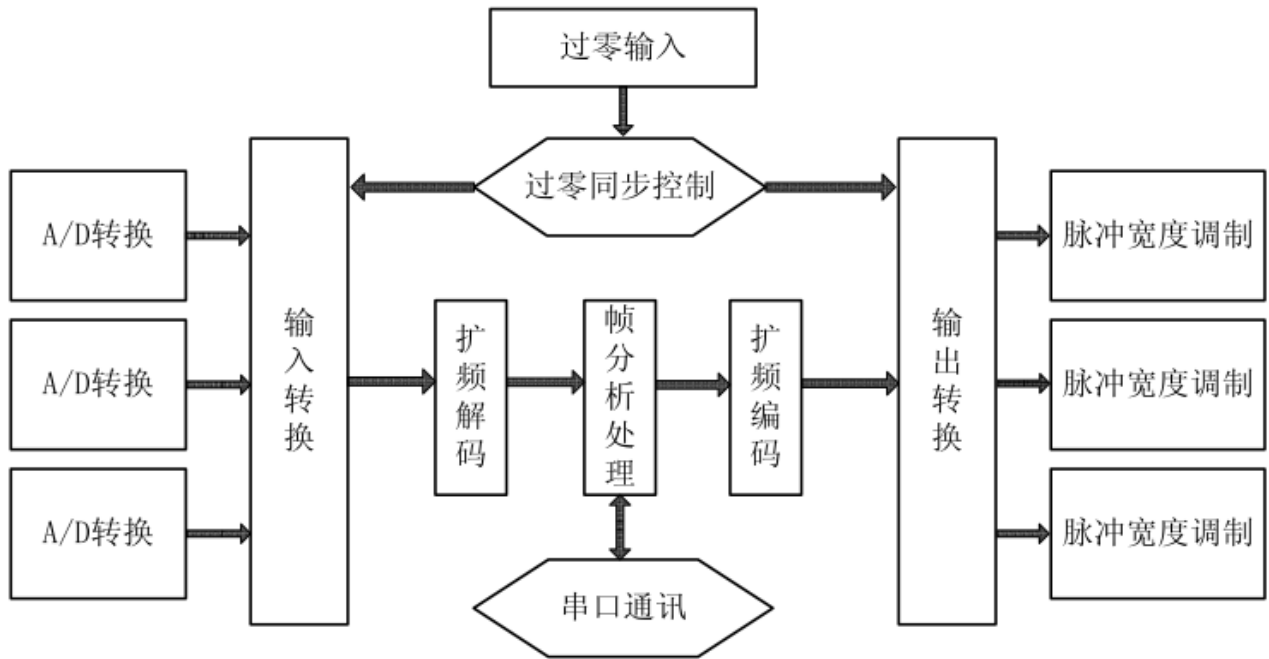 过零输入
过零同步控制
A/D转换
A/D转换
A/D转换
输入转换
扩频解码
帧分析处理
扩频编码
输出转换
脉冲宽度调制
脉冲宽度调制
脉冲宽度调制
串口通讯